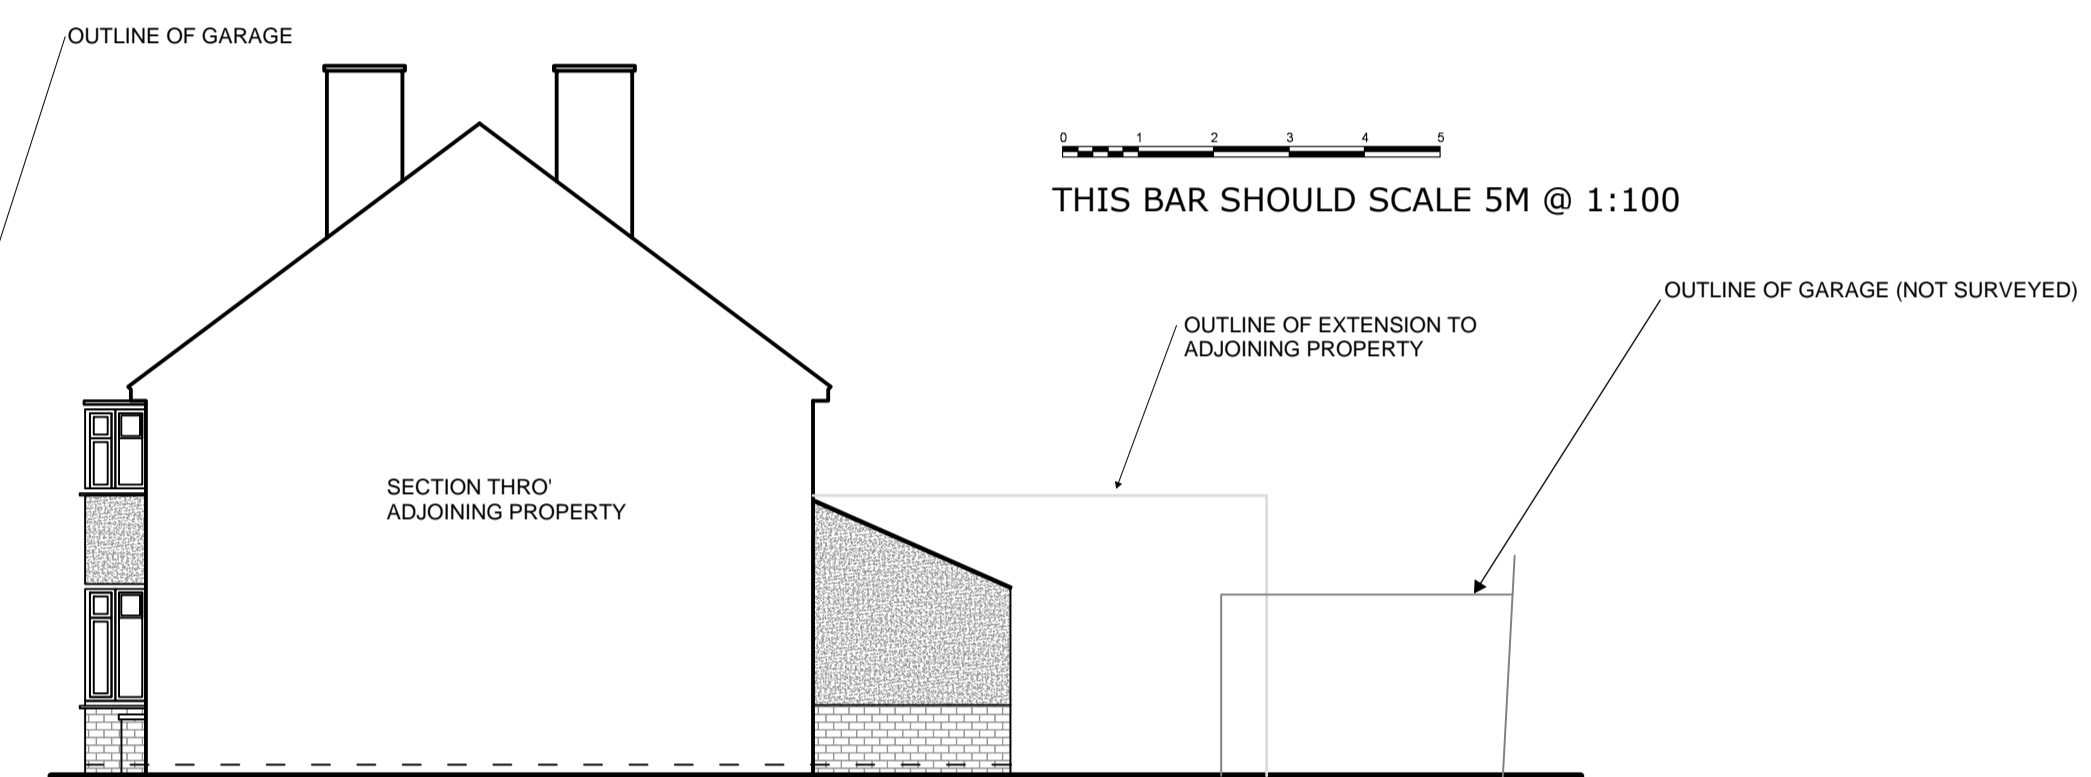 OUTLINE OF GARAGE
0 1 2 3 4 5
THIS BAR SHOULD SCALE 5M @ 1:100
OUTLINE OF GARAGE (NOT SURVEYED)
OUTLINE OF EXTENSION TO
ADJOINING PROPERTY
SECTION THRO'
ADJOINING PROPERTY